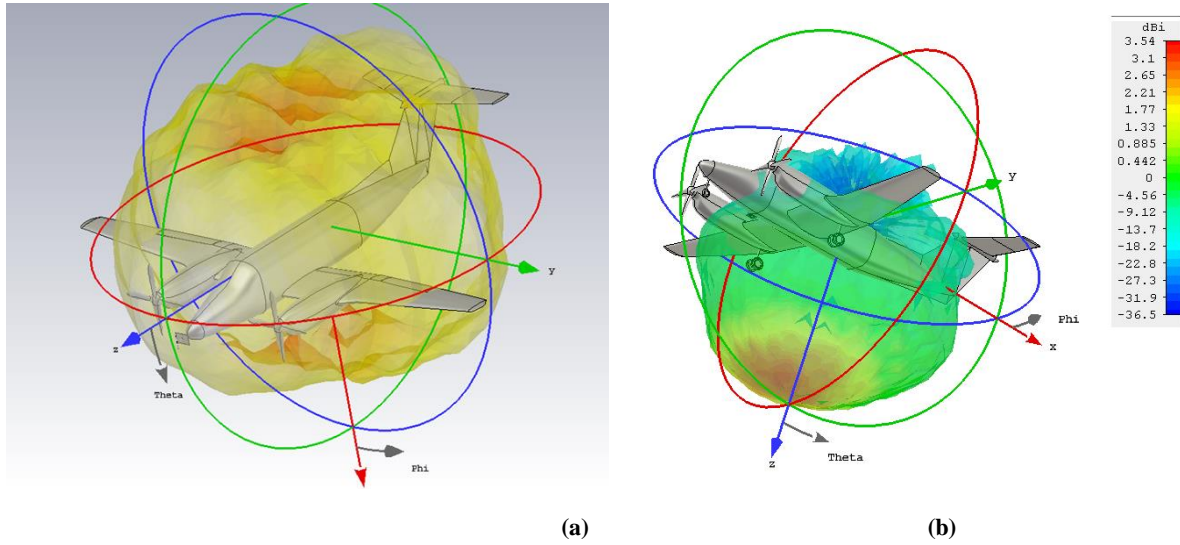 dBi
3.54
3.1
2.65
2.21
1.77
1.33
0.885
0.442
0
-4.56
-9.12
-13.7
-18.2
-22.8
-27.3
-31.9
-36.5
y
z
Theta
Phi
y
Phi
x
z
Theta
(a)
(b)